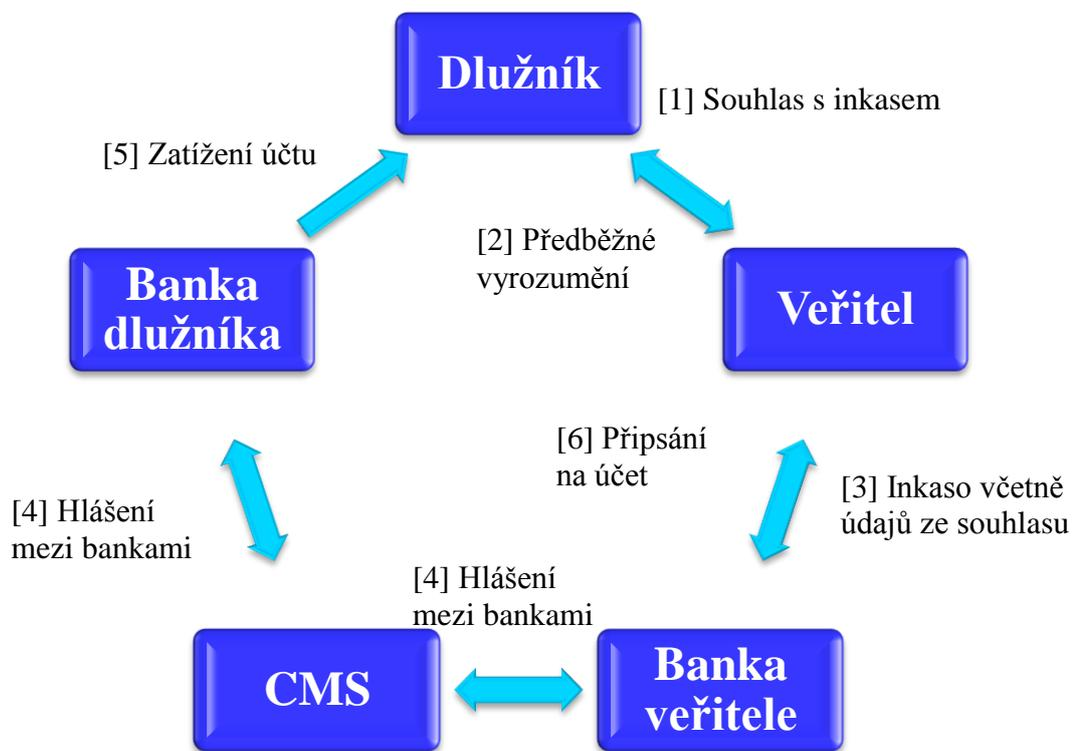 Dlužník
[1] Souhlas s inkasem
[5] Zatížení účtu
[2] Předběžné
vyrozumění
Banka
dlužníka
Veřitel
[6] Připsání
na účet
[3] Inkaso včetně
údajů ze souhlasu
[4] Hlášení
mezi bankami
[4] Hlášení
mezi bankami
CMS
Banka
veřitele